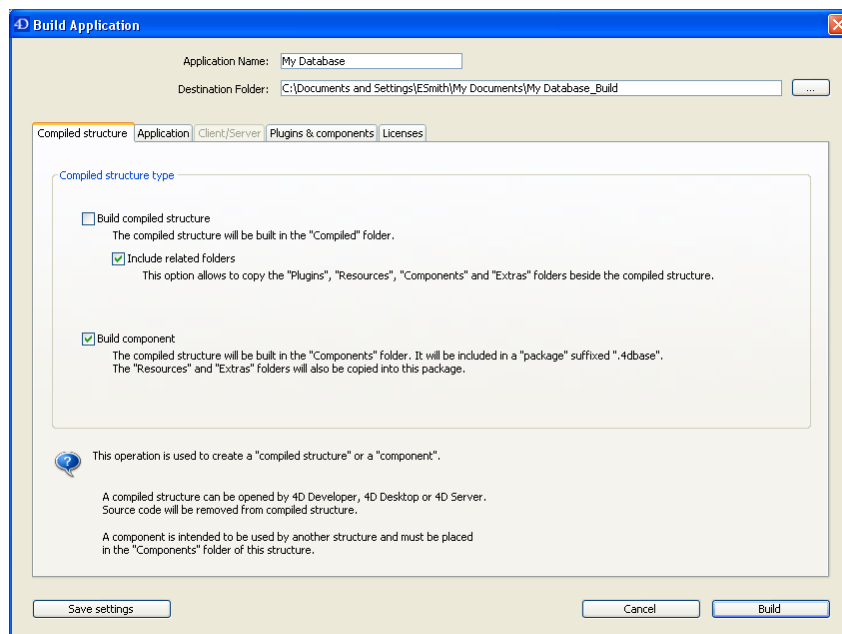 4D Build Application
Application Name: My Database
Destination Folder: C:\Documents and Settings\ESmith\My Documents\My Database_Build ...
Compiled structure Application Client/Server Plugins & components Licenses
Compiled structure type
Build compiled structure
The compiled structure will be built in the "Compiled" folder.
Include related folders
This option allows to copy the "Plugins", "Resources", "Components" and "Extras" folders beside the compiled structure.
Build component
The compiled structure will be built in the "Components" folder. It will be included in a "package" suffixed ".4dbase".
The "Resources" and "Extras" folders will also be copied into this package.
This operation is used to create a "compiled structure" or a "component".
A compiled structure can be opened by 4D Developer, 4D Desktop or 4D Server.
Source code will be removed from compiled structure.
A component is intended to be used by another structure and must be placed
in the "Components" folder of this structure.
Save settings Cancel Build